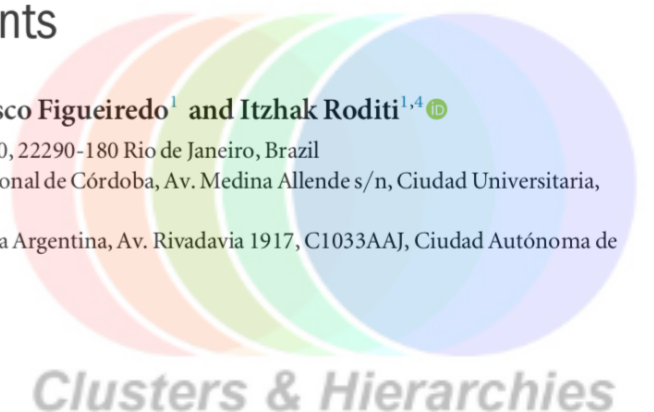 nts
sco Figueiredo¹ and Itzhak Roditi¹,⁴ iD
0, 22290-180 Rio de Janeiro, Brazil
onal de Córdoba, Av. Medina Allende s/n, Ciudad Universitaria,
a Argentina, Av. Rivadavia 1917, C1033AAJ, Ciudad Autónoma de
Clusters & Hierarchies